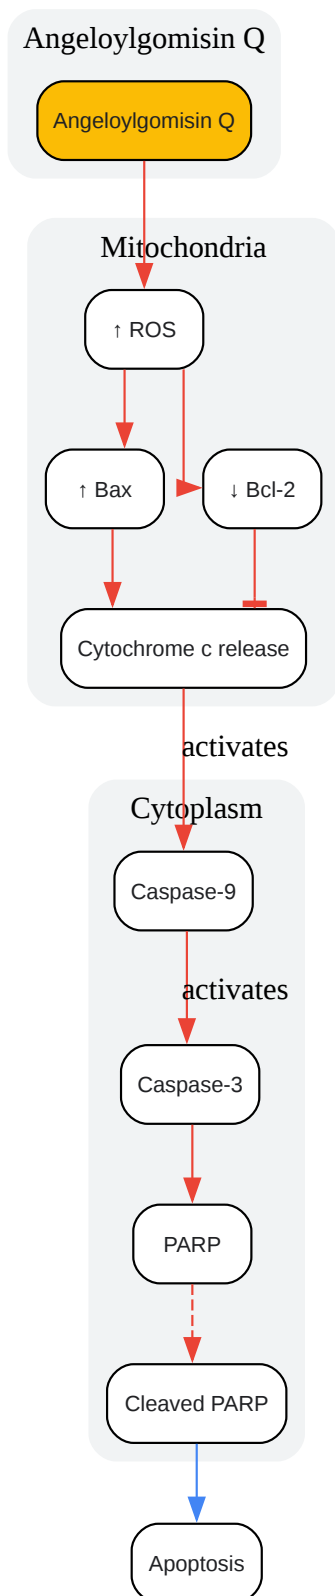 Angeloylgomisin Q
Angeloylgomisin Q
Mitochondria
↑ ROS
↑ Bax
↓ Bcl-2
Cytochrome c release
activates
Cytoplasm
Caspase-9
activates
Caspase-3
PARP
Cleaved PARP
Apoptosis